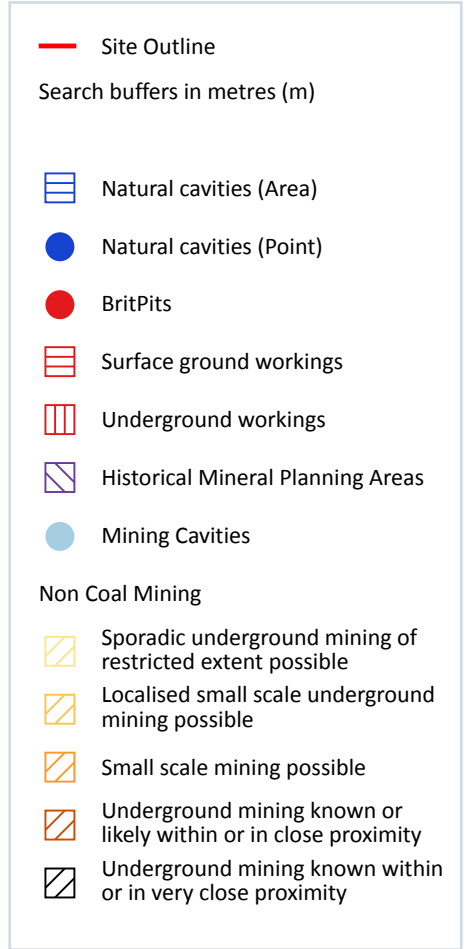 Site Outline
Search buffers in metres (m)
Natural cavities (Area)
Natural cavities (Point)
BritPits
Surface ground workings
Underground workings
Historical Mineral Planning Areas
Mining Cavities
Non Coal Mining
Sporadic underground mining of
restricted extent possible
Localised small scale underground
mining possible
Small scale mining possible
Underground mining known or
likely within or in close proximity
Underground mining known within
or in very close proximity